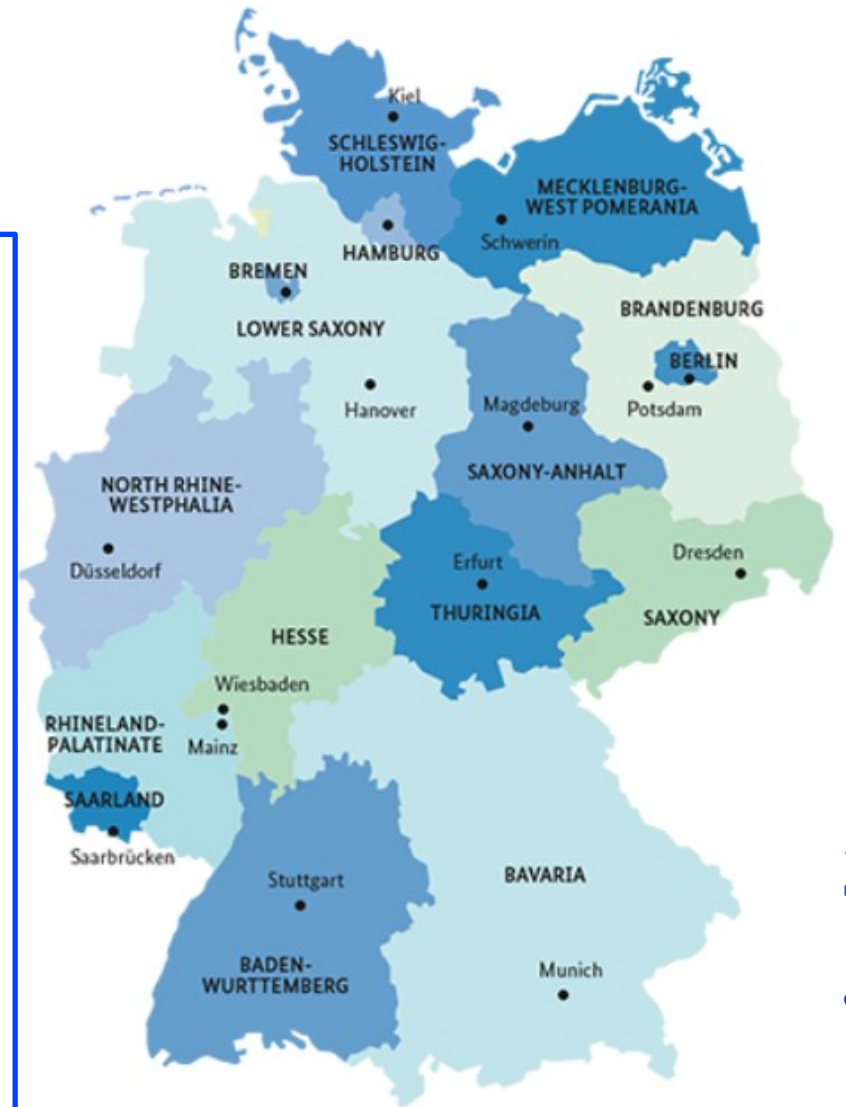 Kiel
SCHLESWIG-
HOLSTEIN
MECKLENBURG-
WEST POMERANIA
Schwerin
HAMBURG
BREMEN
LOWER SAXONY
Hanover
BRANDENBURG
BERLIN
Potsdam
Magdeburg
SAXONY-ANHALT
NORTH RHINE-
WESTPHALIA
Düsseldorf
HESSE
Wiesbaden
Erfurt
THURINGIA
Dresden
SAXONY
RHINELAND-
PALATINATE
Mainz
SAARLAND
Saarbrücken
Stuttgart
BADEN-
WURTTEMBERG
BAVARIA
Munich